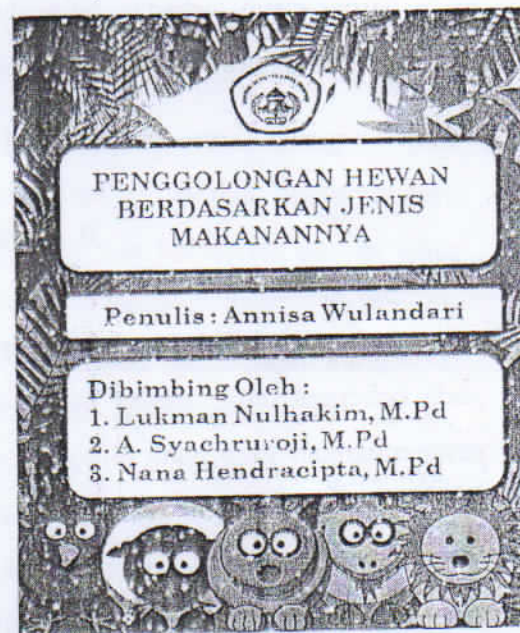 PENGGOLONGAN HEWAN
BERDASARKAN JENIS
MAKANANNYA
Penulis : Annisa Wulandari
Dibimbing Oleh :
1. Lukman Nulhakim, M.Pd
2. A. Syachruroji, M.Pd
3. Nana Hendracipta, M.Pd